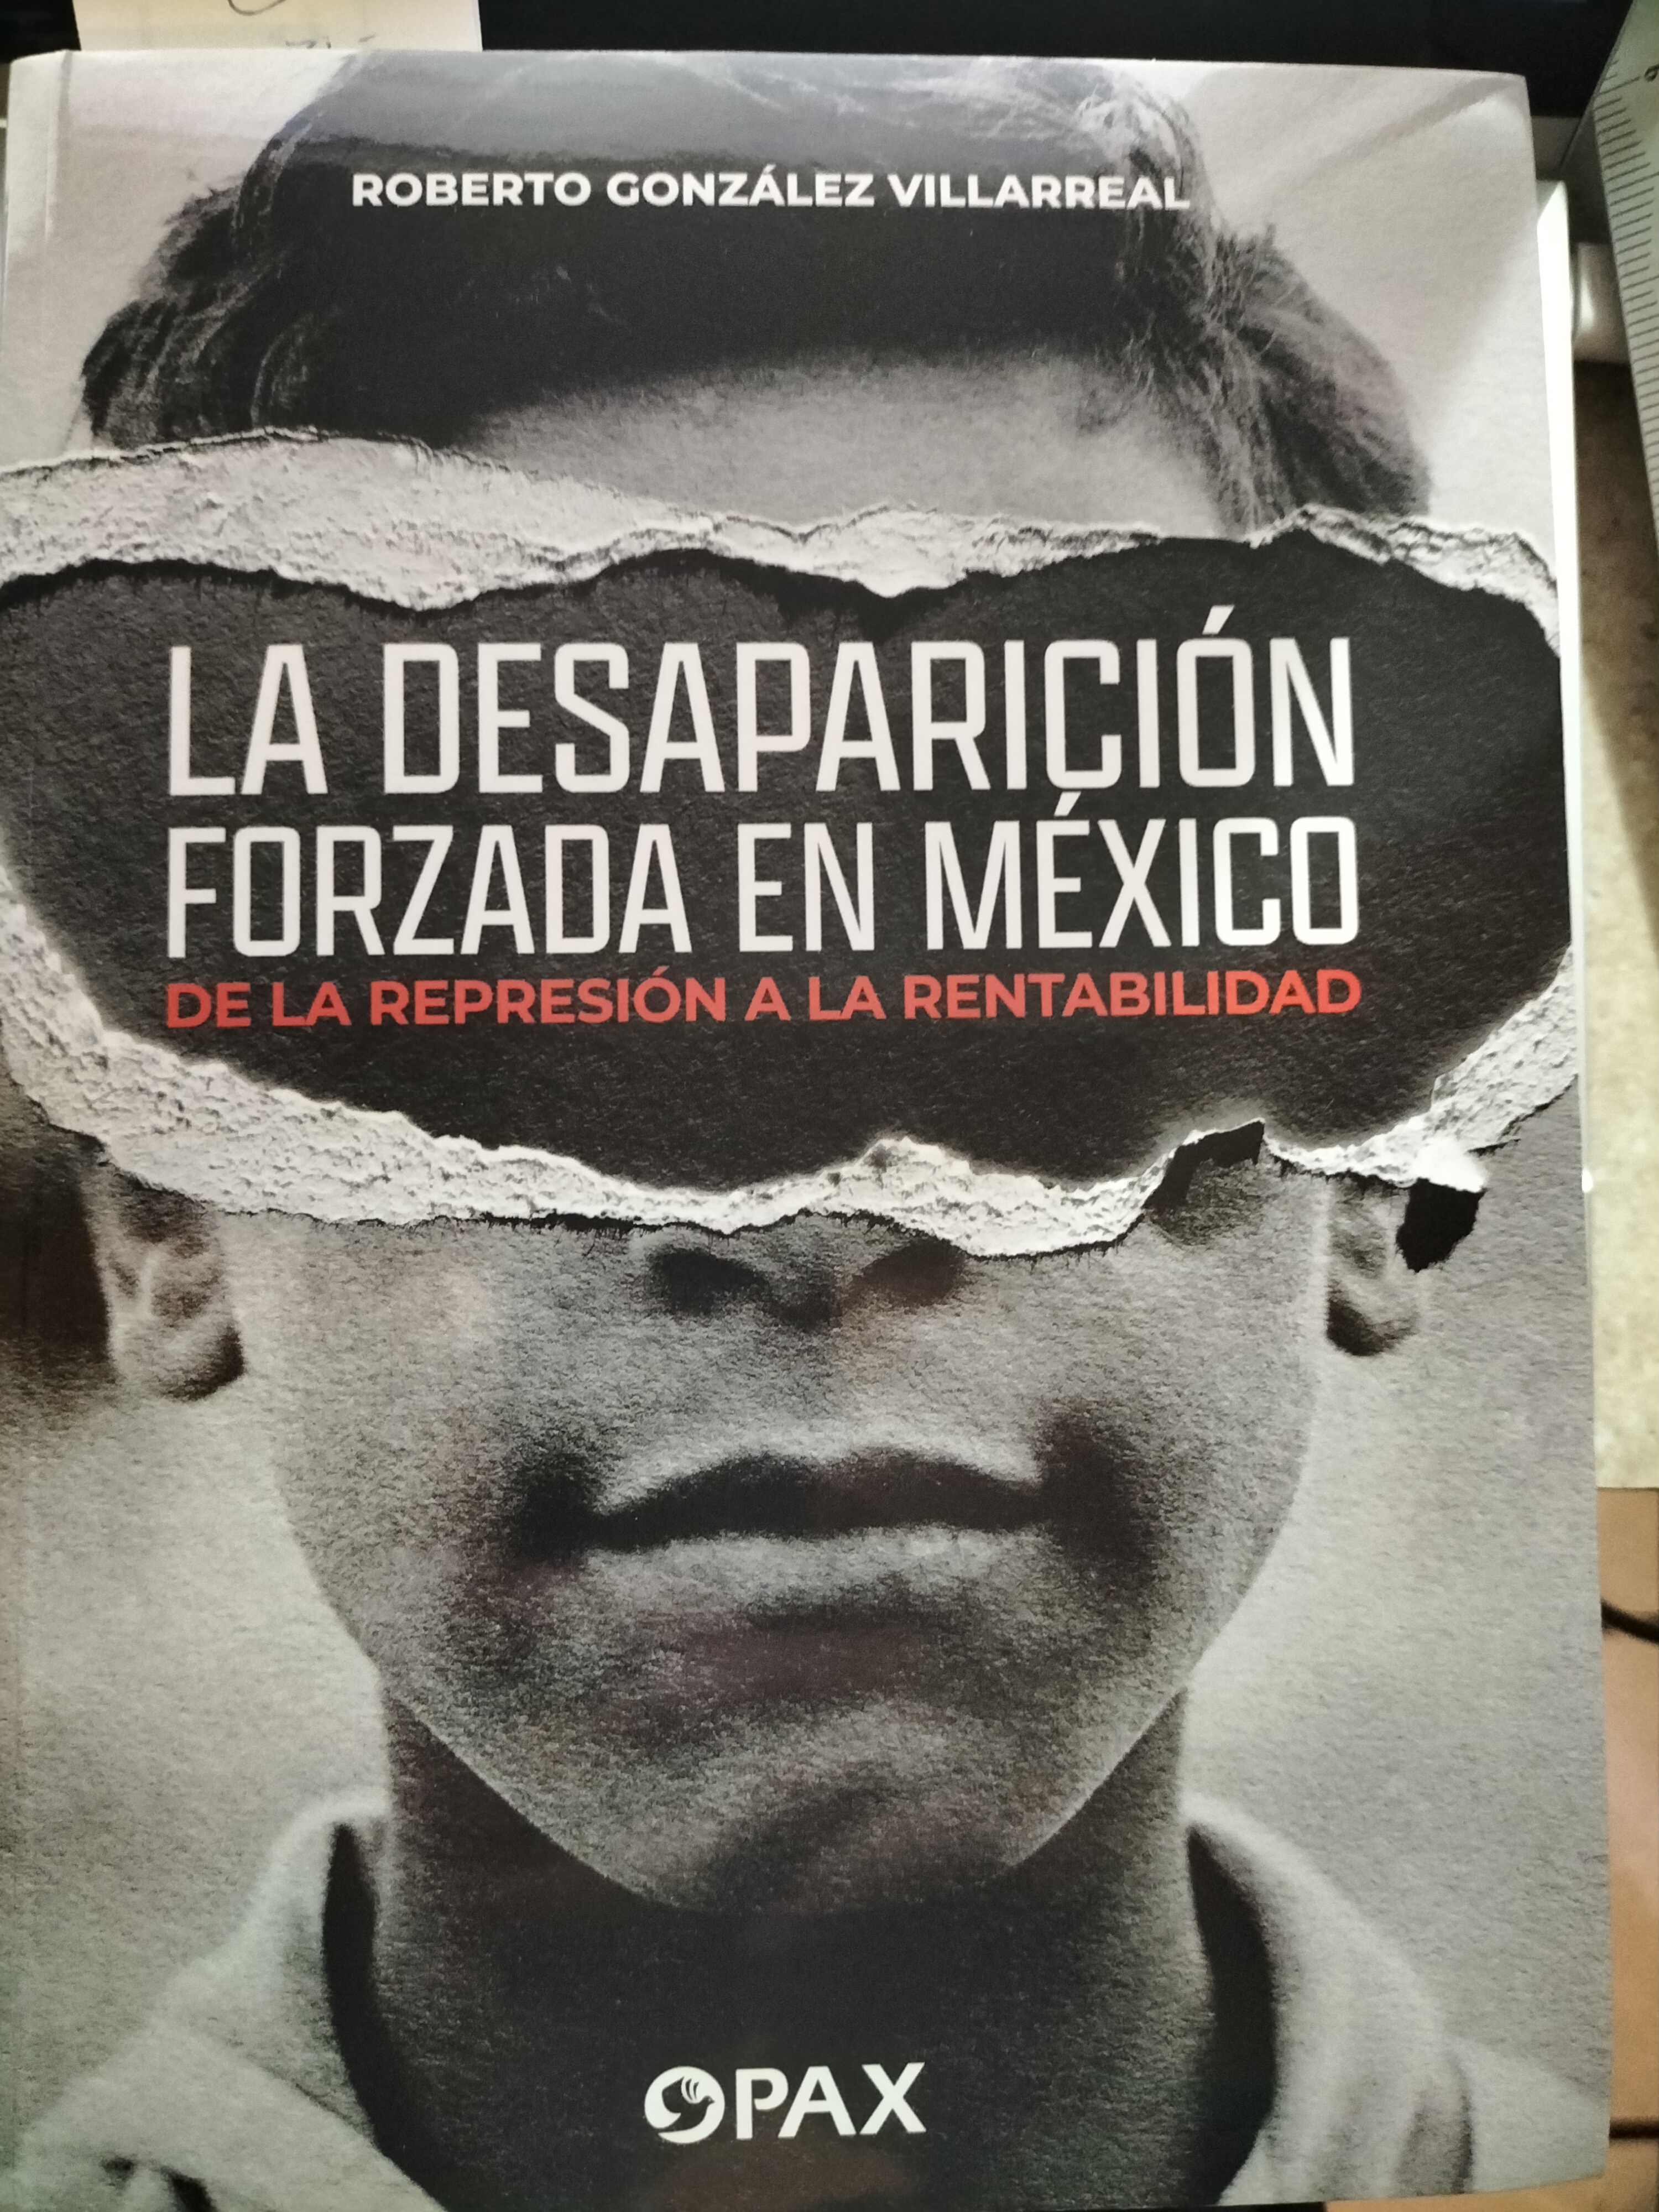 ROBERTO GONZÁLEZ VILLARREAL
LA DESAPARICIÓN
FORZADA EN MÉXICO
DE LA REPRESIÓN A LA RENTABILIDAD
PAX